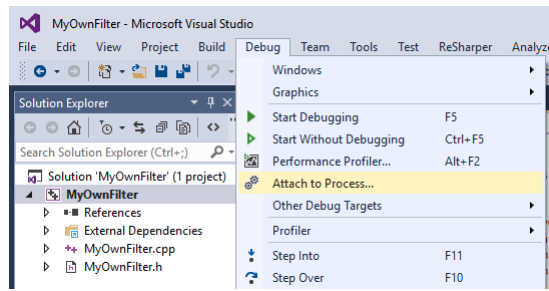 MyOwnFilter - Microsoft Visual Studio
File Edit View Project Build Debug Team Tools Test ReSharper Analyze
Solution Explorer
Search Solution Explorer (Ctrl+;)
Solution 'MyOwnFilter' (1 project)
MyOwnFilter
References
External Dependencies
MyOwnFilter.cpp
MyOwnFilter.h
Windows
Graphics
Start Debugging F5
Start Without Debugging Ctrl+F5
Performance Profiler... Alt+F2
Attach to Process...
Other Debug Targets
Profiler
Step Into F11
Step Over F10